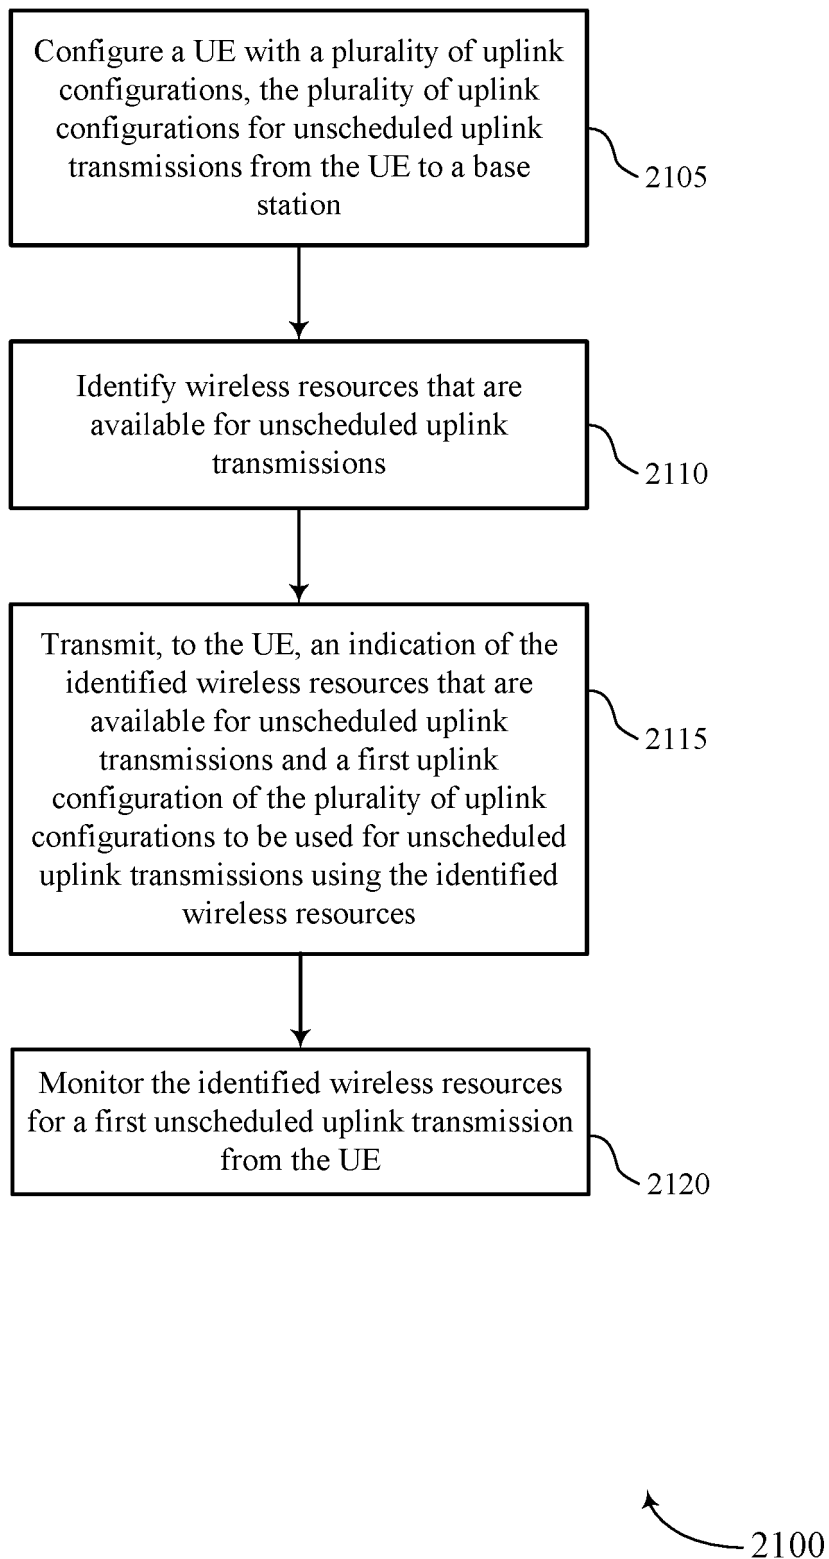 Configure a UE with a plurality of uplink
configurations, the plurality of uplink
configurations for unscheduled uplink
transmissions from the UE to a base
station
2105
Identify wireless resources that are
available for unscheduled uplink
transmissions
2110
Transmit, to the UE, an indication of the
identified wireless resources that are
available for unscheduled uplink
transmissions and a first uplink
configuration of the plurality of uplink
configurations to be used for unscheduled
uplink transmissions using the identified
wireless resources
2115
Monitor the identified wireless resources
for a first unscheduled uplink transmission
from the UE
2120
2100